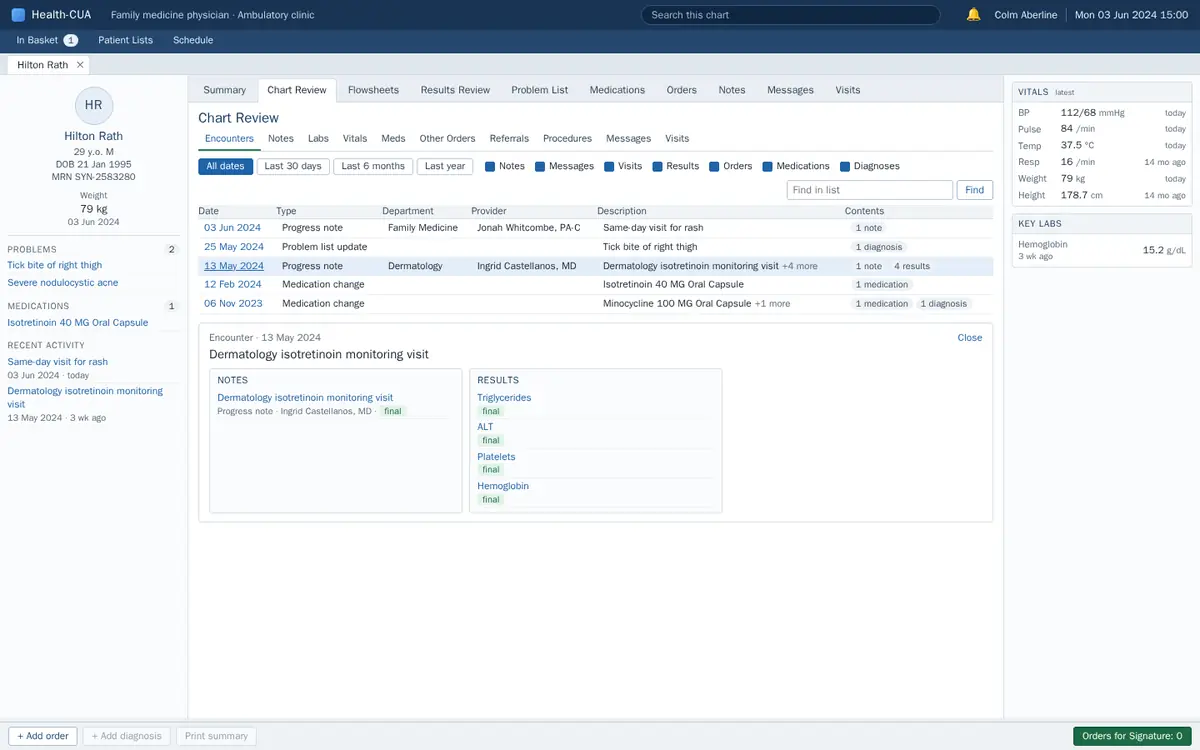 Health-CUA Family medicine physician · Ambulatory clinic Search this chart Colm Aberline Mon 03 Jun 2024 15:00
In Basket 1 Patient Lists Schedule
Hilton Rath ✕
HR
Hilton Rath
29 y.o. M
DOB 21 Jan 1995
MRN SYN-2583280
Weight
79 kg
03 Jun 2024
PROBLEMS 2
Tick bite of right thigh
Severe nodulocystic acne
MEDICATIONS 1
Isotretinoin 40 MG Oral Capsule
RECENT ACTIVITY
Same-day visit for rash
03 Jun 2024 · today
Dermatology isotretinoin monitoring
visit
13 May 2024 · 3 wk ago
Summary Chart Review Flowsheets Results Review Problem List Medications Orders Notes Messages Visits
Chart Review
Encounters Notes Labs Vitals Meds Other Orders Referrals Procedures Messages Visits
All dates Last 30 days Last 6 months Last year Notes Messages Visits Results Orders Medications Diagnoses
Find in list Find
Date Type Department Provider Description Contents
03 Jun 2024 Progress note Family Medicine Jonah Whitcombe, PA-C Same-day visit for rash 1 note
25 May 2024 Problem list update Tick bite of right thigh 1 diagnosis
13 May 2024 Progress note Dermatology Ingrid Castellanos, MD Dermatology isotretinoin monitoring visit +4 more 1 note 4 results
12 Feb 2024 Medication change Isotretinoin 40 MG Oral Capsule 1 medication
06 Nov 2023 Medication change Minocycline 100 MG Oral Capsule +1 more 1 medication 1 diagnosis
Encounter · 13 May 2024 Close
Dermatology isotretinoin monitoring visit
NOTES
Dermatology isotretinoin monitoring visit
Progress note · Ingrid Castellanos, MD · final
RESULTS
Triglycerides
final
ALT
final
Platelets
final
Hemoglobin
final
VITALS latest
BP 112/68 mmHg today
Pulse 84 /min today
Temp 37.5 °C today
Resp 16 /min 14 mo ago
Weight 79 kg today
Height 178.7 cm 14 mo ago
KEY LABS
Hemoglobin 15.2 g/dL
3 wk ago
+ Add order + Add diagnosis Print summary Orders for Signature: 0